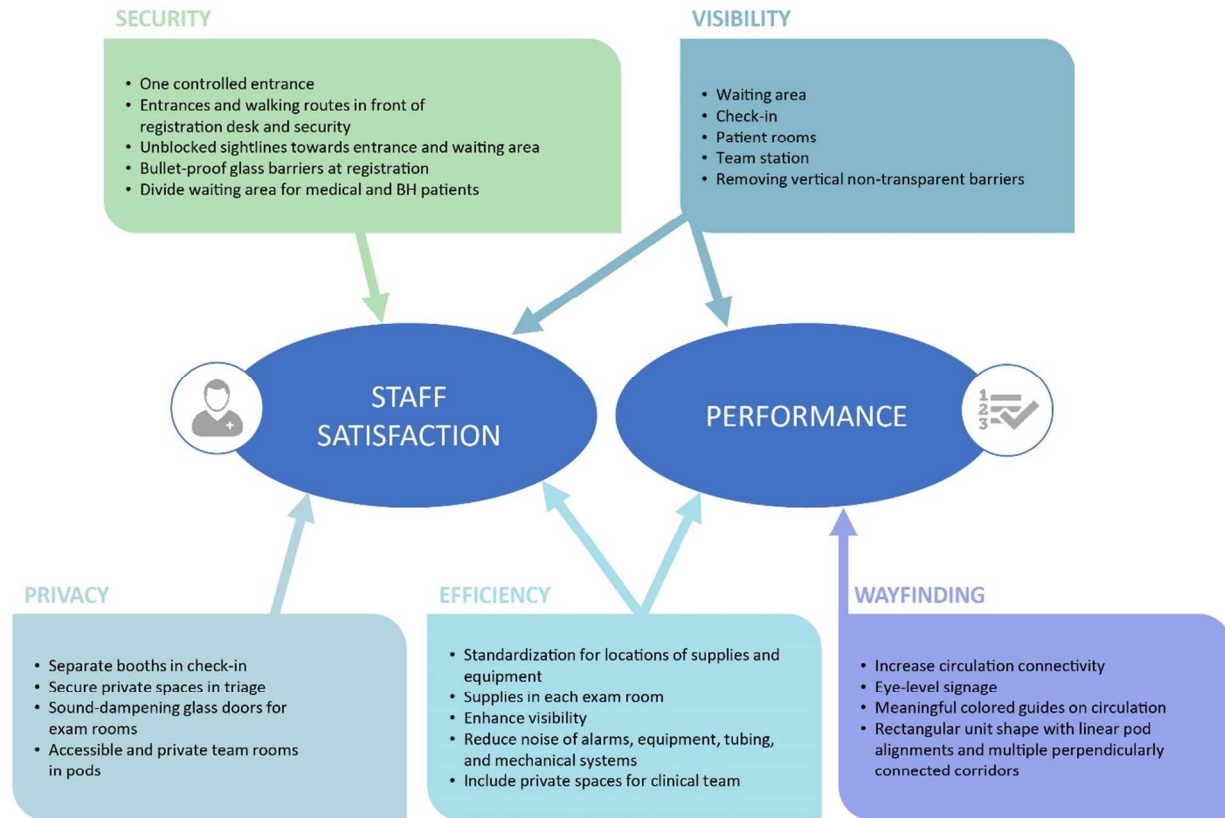 SECURITY
• One controlled entrance
• Entrances and walking routes in front of
registration desk and security
• Unblocked sightlines towards entrance and waiting area
• Bullet-proof glass barriers at registration
• Divide waiting area for medical and BH patients
VISIBILITY
• Waiting area
• Check-in
• Patient rooms
• Team station
• Removing vertical non-transparent barriers
STAFF
SATISFACTION
PERFORMANCE
1
2
3
PRIVACY
• Separate booths in check-in
• Secure private spaces in triage
• Sound-dampening glass doors for
exam rooms
• Accessible and private team rooms
in pods
EFFICIENCY
• Standardization for locations of supplies and
equipment
• Supplies in each exam room
• Enhance visibility
• Reduce noise of alarms, equipment, tubing,
and mechanical systems
• Include private spaces for clinical team
WAYFINDING
• Increase circulation connectivity
• Eye-level signage
• Meaningful colored guides on circulation
• Rectangular unit shape with linear pod
alignments and multiple perpendicularly
connected corridors